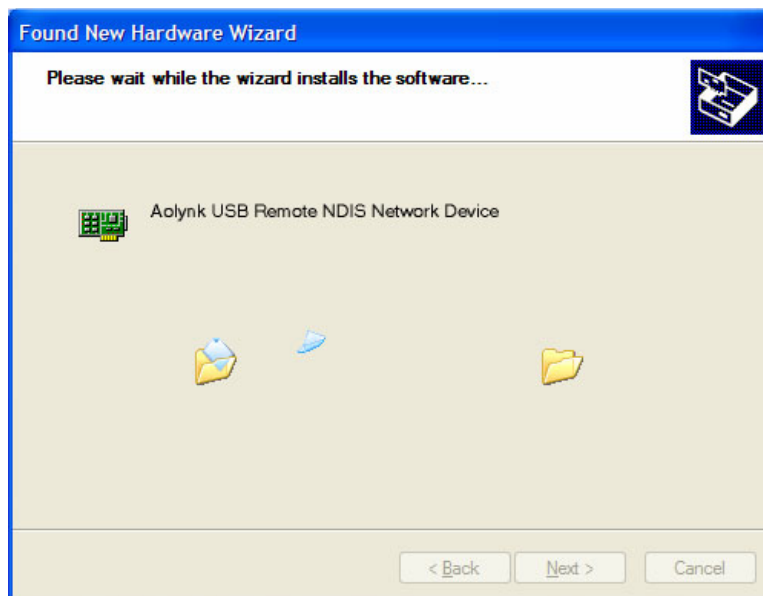 Found New Hardware Wizard
Please wait while the wizard installs the software...
Aolynk USB Remote NDIS Network Device
< Back
Next >
Cancel